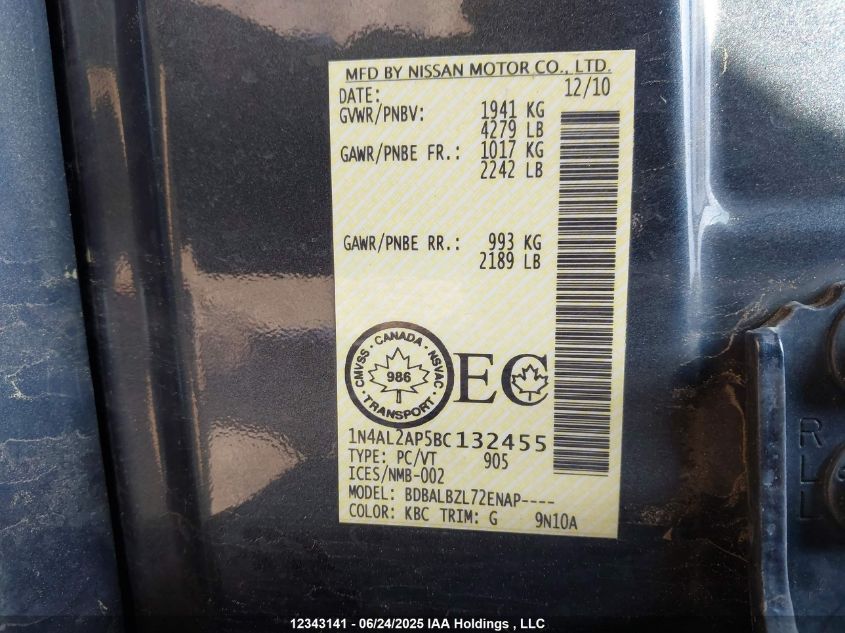 MFD BY NISSAN MOTOR CO., LTD.
DATE: 12/10
GVWR/PNBV: 1941 KG
4279 LB
GAWR/PNBE FR.: 1017 KG
2242 LB
GAWR/PNBE RR.: 993 KG
2189 LB
CMVSS · CANADA · NSVAC
986
TRANSPORT
EC
1N4AL2AP5BC132455
TYPE: PC/VT 905
ICES/NMB-002
MODEL: BDBALBZL72ENAP----
COLOR: KBC TRIM: G 9N10A
R
L
L
12343141 - 06/24/2025 IAA Holdings , LLC